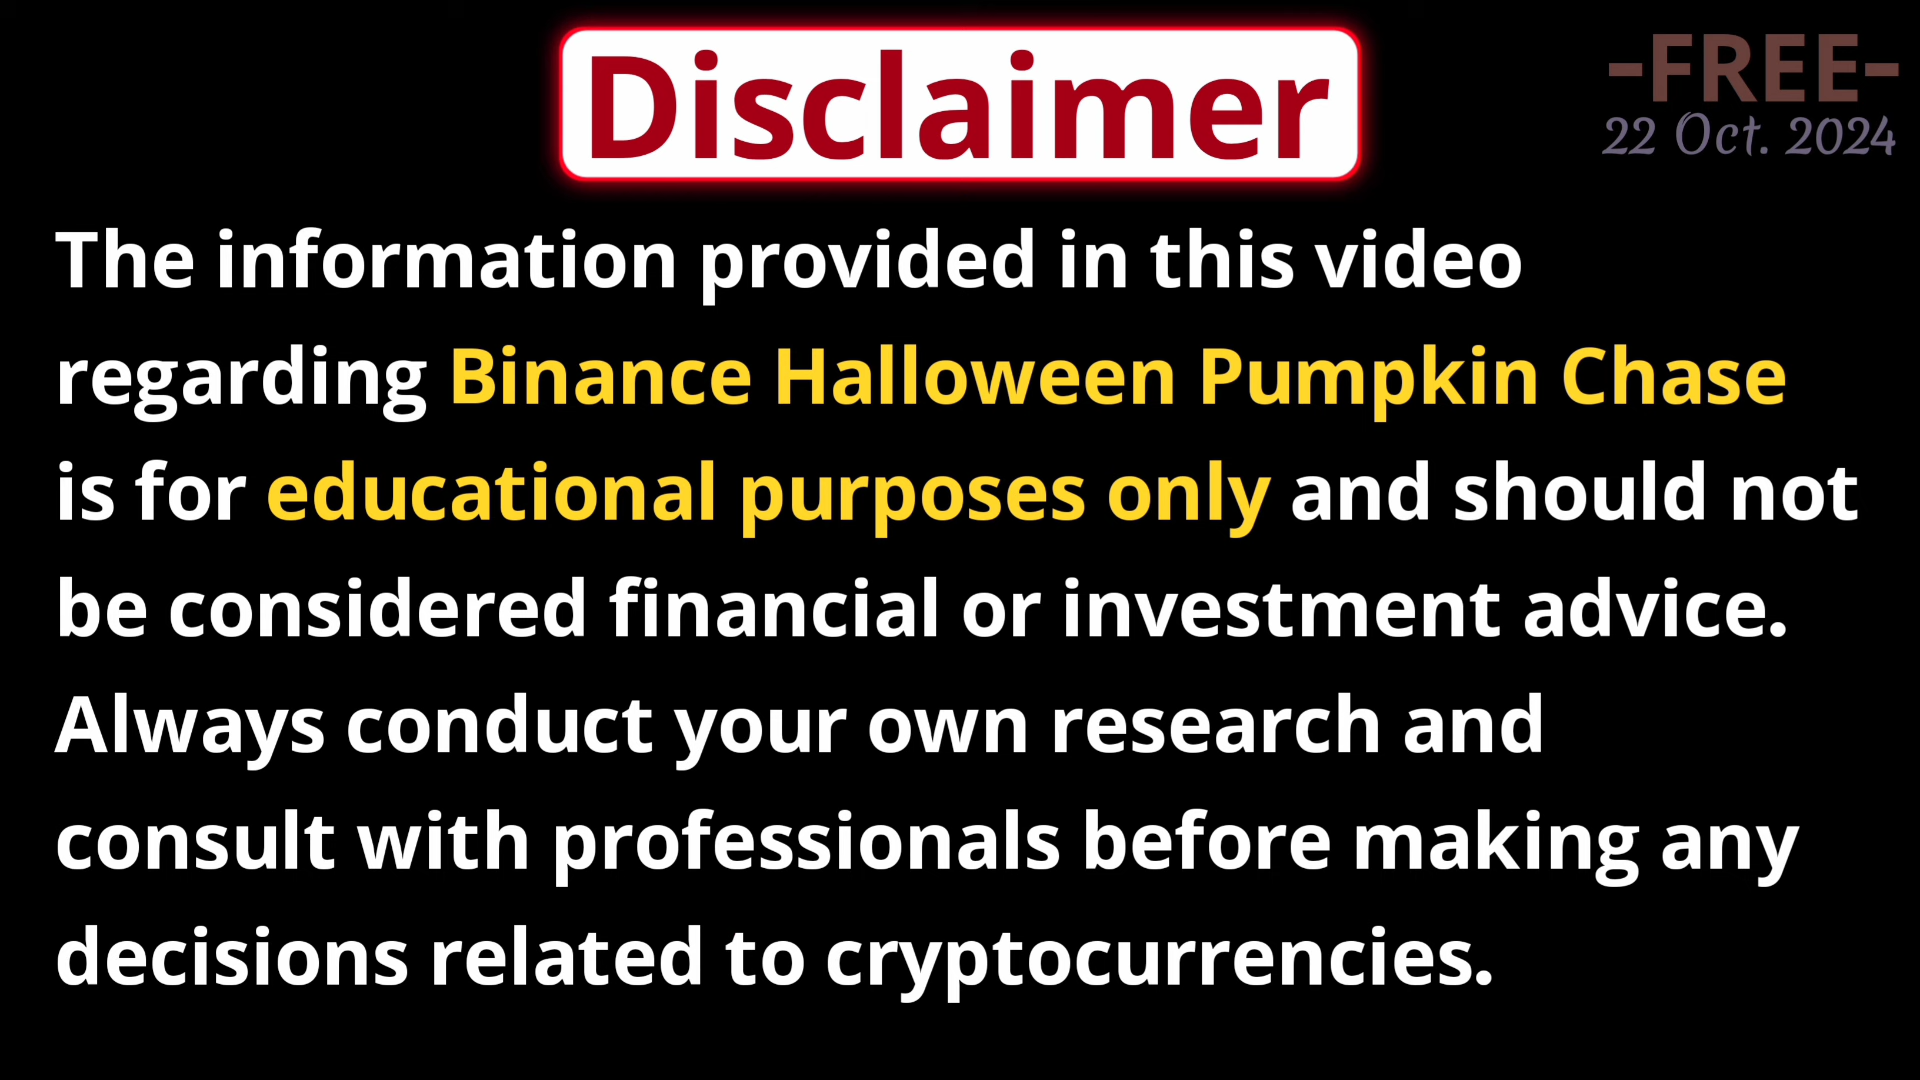 Disclaimer
-FREE-
22 Oct. 2024
The information provided in this video
regarding Binance Halloween Pumpkin Chase
is for educational purposes only and should not
be considered financial or investment advice.
Always conduct your own research and
consult with professionals before making any
decisions related to cryptocurrencies.